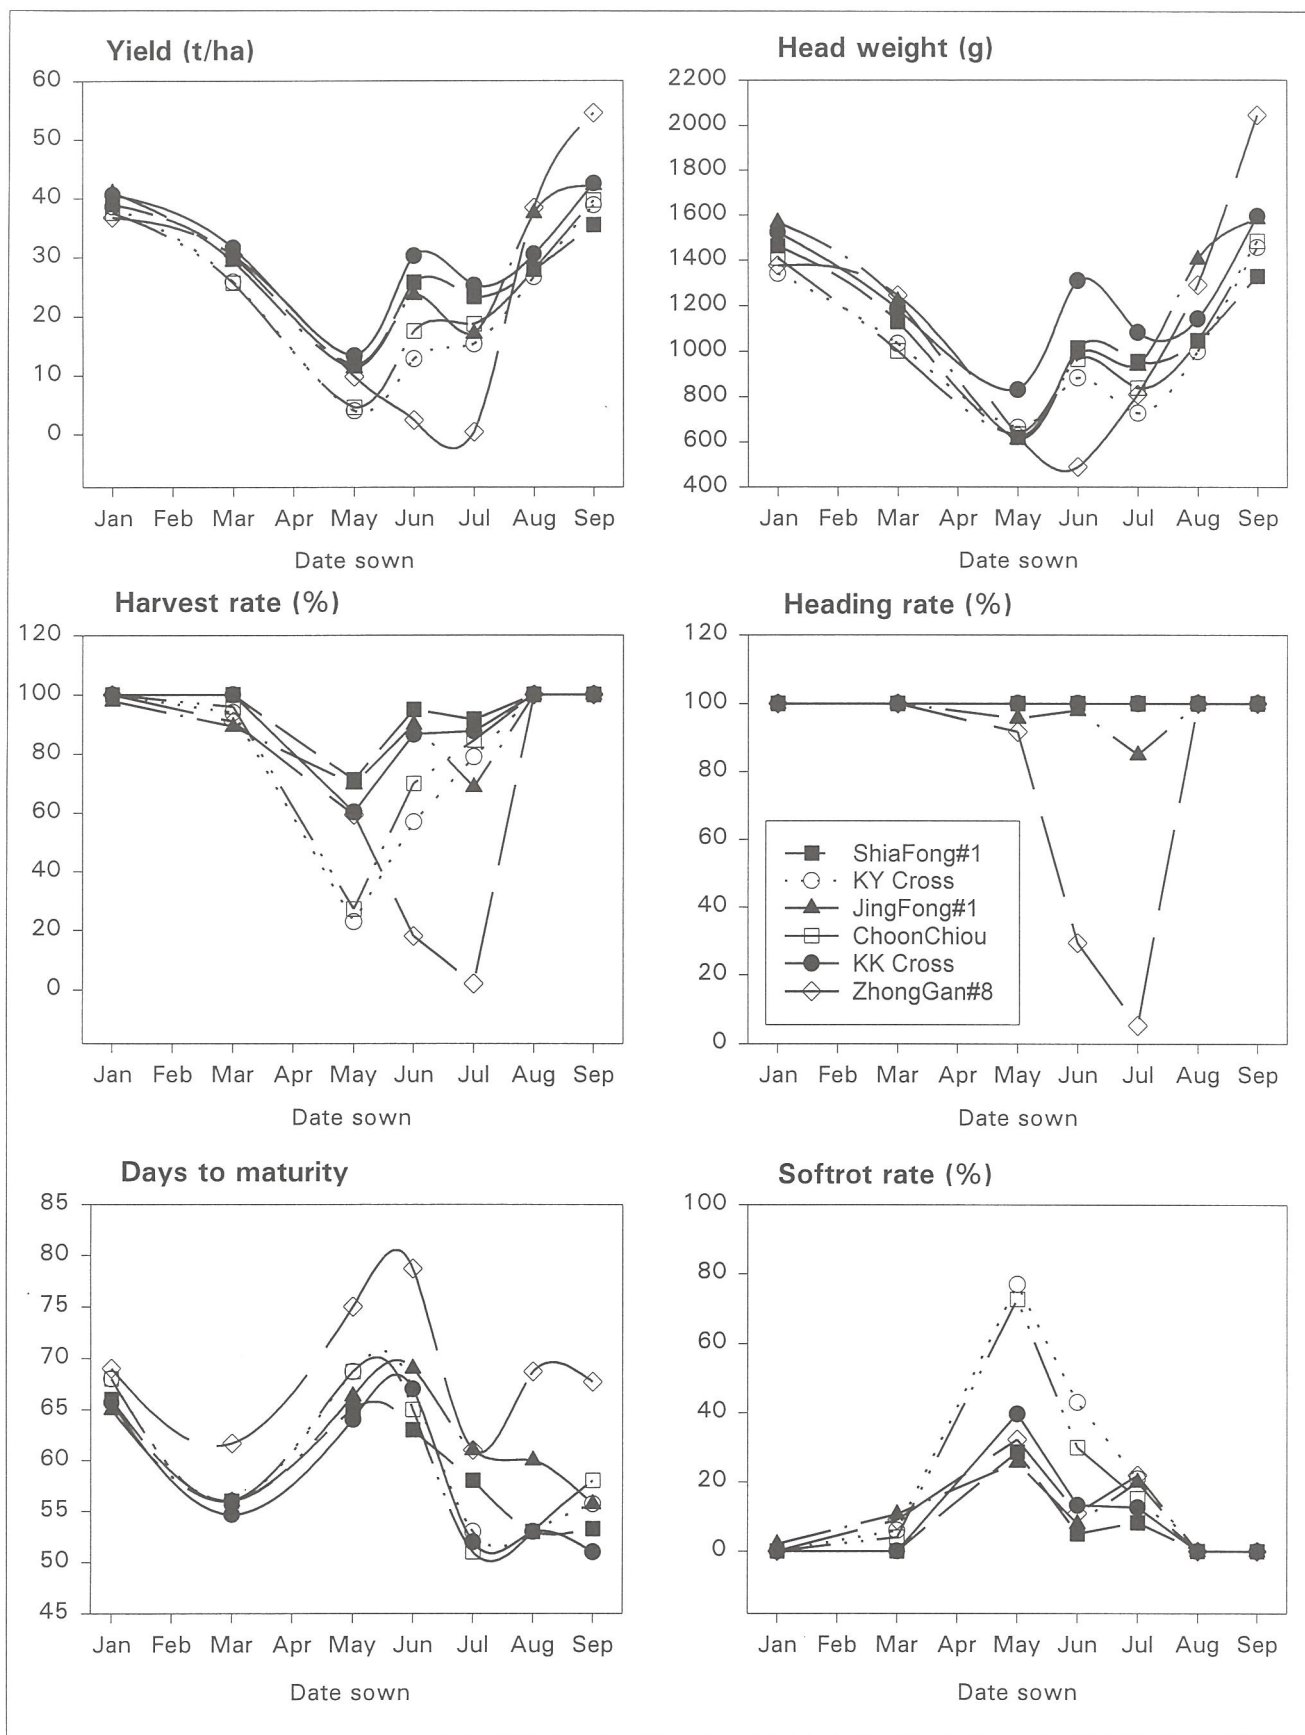 Yield (t/ha)
60
50
40
30
20
10
0
Jan Feb Mar Apr May Jun Jul Aug Sep
Date sown
Head weight (g)
2200
2000
1800
1600
1400
1200
1000
800
600
400
Jan Feb Mar Apr May Jun Jul Aug Sep
Date sown
Harvest rate (%)
120
100
80
60
40
20
0
Jan Feb Mar Apr May Jun Jul Aug Sep
Date sown
Heading rate (%)
120
100
80
60
40
20
0
ShiaFong#1
KY Cross
JingFong#1
ChoonChiou
KK Cross
ZhongGan#8
Jan Feb Mar Apr May Jun Jul Aug Sep
Date sown
Days to maturity
85
80
75
70
65
60
55
50
45
Jan Feb Mar Apr May Jun Jul Aug Sep
Date sown
Softrot rate (%)
100
80
60
40
20
0
Jan Feb Mar Apr May Jun Jul Aug Sep
Date sown